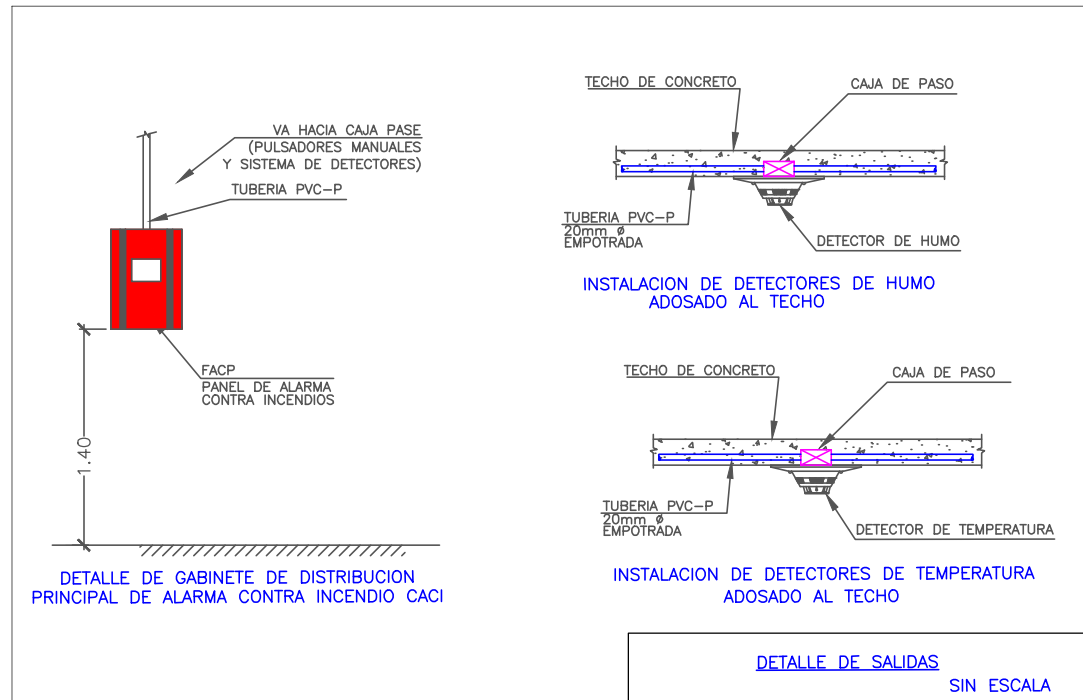 VA HACIA CAJA PASE
(PULSADORES MANUALES
Y SISTEMA DE DETECTORES)
TUBERIA PVC-P
FACP
PANEL DE ALARMA
CONTRA INCENDIOS
1.40
DETALLE DE GABINETE DE DISTRIBUCION
PRINCIPAL DE ALARMA CONTRA INCENDIO CACI
TECHO DE CONCRETO
CAJA DE PASO
TUBERIA PVC-P
20mm Ø
EMPOTRADA
DETECTOR DE HUMO
INSTALACION DE DETECTORES DE HUMO
ADOSADO AL TECHO
TECHO DE CONCRETO
CAJA DE PASO
TUBERIA PVC-P
20mm Ø
EMPOTRADA
DETECTOR DE TEMPERATURA
INSTALACION DE DETECTORES DE TEMPERATURA
ADOSADO AL TECHO
DETALLE DE SALIDAS
SIN ESCALA